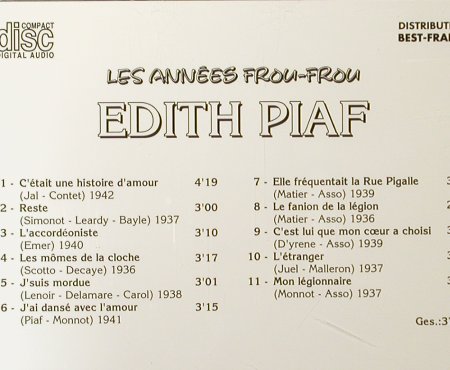 COMPACT
disc
DIGITAL AUDIO
DISTRIBUT
BEST-FRAN
LES ANNÉES FROU-FROU
EDITH PIAF
1 - C'était une histoire d'amour 4'19
(Jal - Contet) 1942
2 - Reste 3'00
(Simonot - Leardy - Bayle) 1937
3 - L'accordéoniste 3'10
(Emer) 1940
4 - Les mômes de la cloche 3'17
(Scotto - Decaye) 1936
5 - J'suis mordue 3'01
(Lenoir - Delamare - Carol) 1938
6 - J'ai dansé avec l'amour 3'15
(Piaf - Monnot) 1941
7 - Elle fréquentait la Rue Pigalle 3
(Matier - Asso) 1939
8 - Le fanion de la légion
(Matier - Asso) 1936
9 - C'est lui que mon cœur a choisi 3
(D'yrene - Asso) 1939
10 - L'étranger
(Juel - Malleron) 1937
11 - Mon légionnaire
(Monnot - Asso) 1937
Ges.:3'